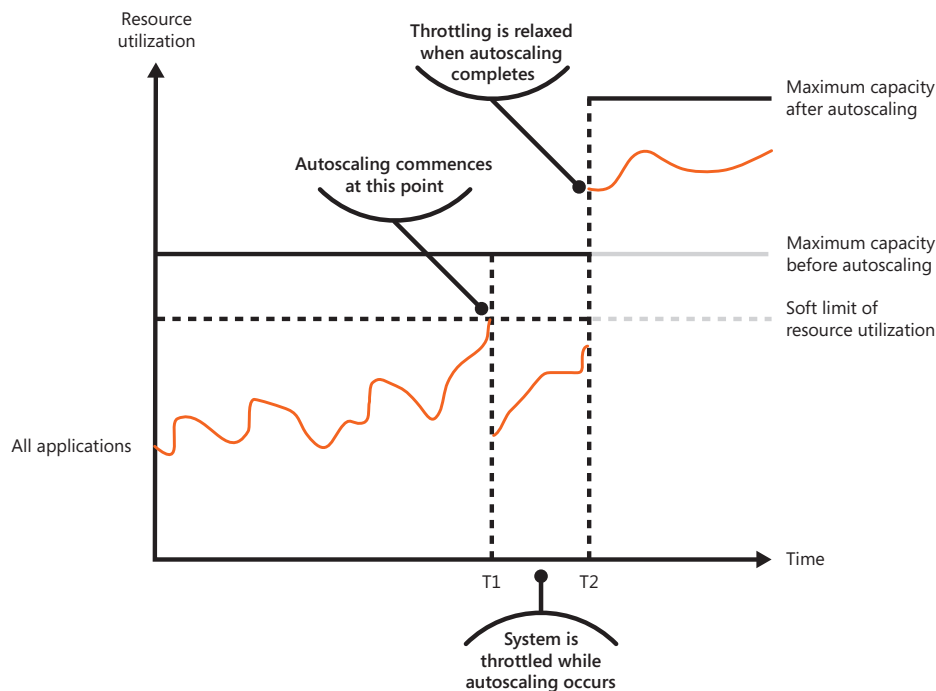 Resource
utilization
Throttling is relaxed
when autoscaling
completes
Maximum capacity
after autoscaling
Autoscaling commences
at this point
Maximum capacity
before autoscaling
Soft limit of
resource utilization
All applications
Time
T1
T2
System is
throttled while
autoscaling occurs